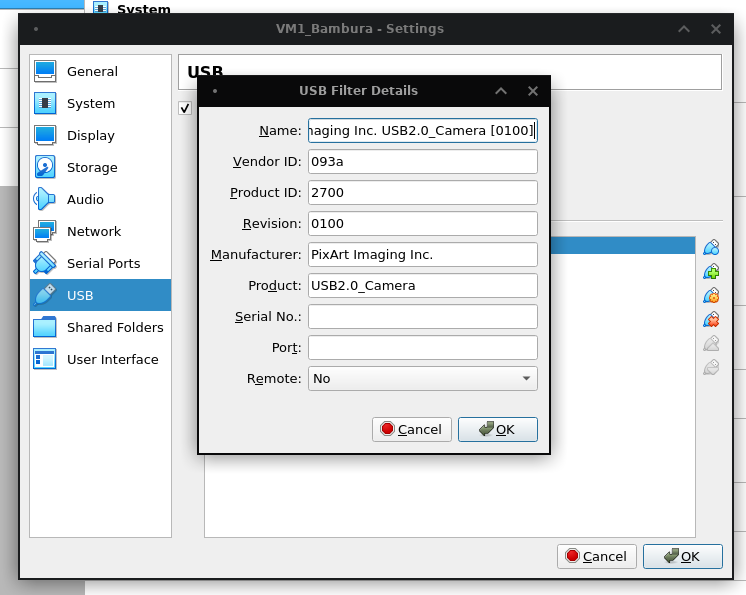 System
VM1_Bambura - Settings
General
System
Display
Storage
Audio
Network
Serial Ports
USB
Shared Folders
User Interface
USB
USB Filter Details
Name: maging Inc. USB2.0_Camera [0100]
Vendor ID: 093a
Product ID: 2700
Revision: 0100
Manufacturer: PixArt Imaging Inc.
Product: USB2.0_Camera
Serial No.:
Port:
Remote: No
Cancel OK
Cancel OK